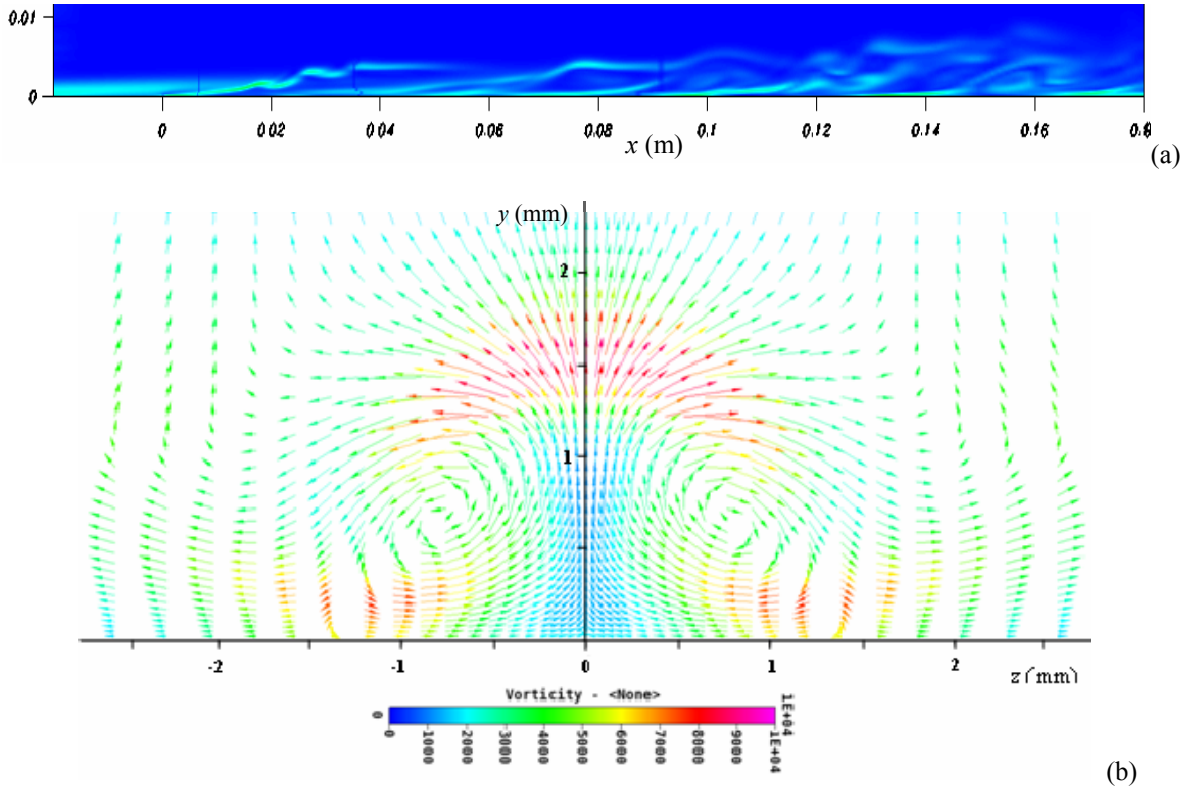 0.01
0
0 0.02 0.04 0.06 0.08 0.1 0.12 0.14 0.16 0.8
x (m)
(a)
y (mm)
2
1
-2 -1 0 1 2
z (mm)
Vorticity - <None>
1E+04
0
0 1000 2000 3000 4000 5000 6000 7000 8000 9000 1E+04
(b)